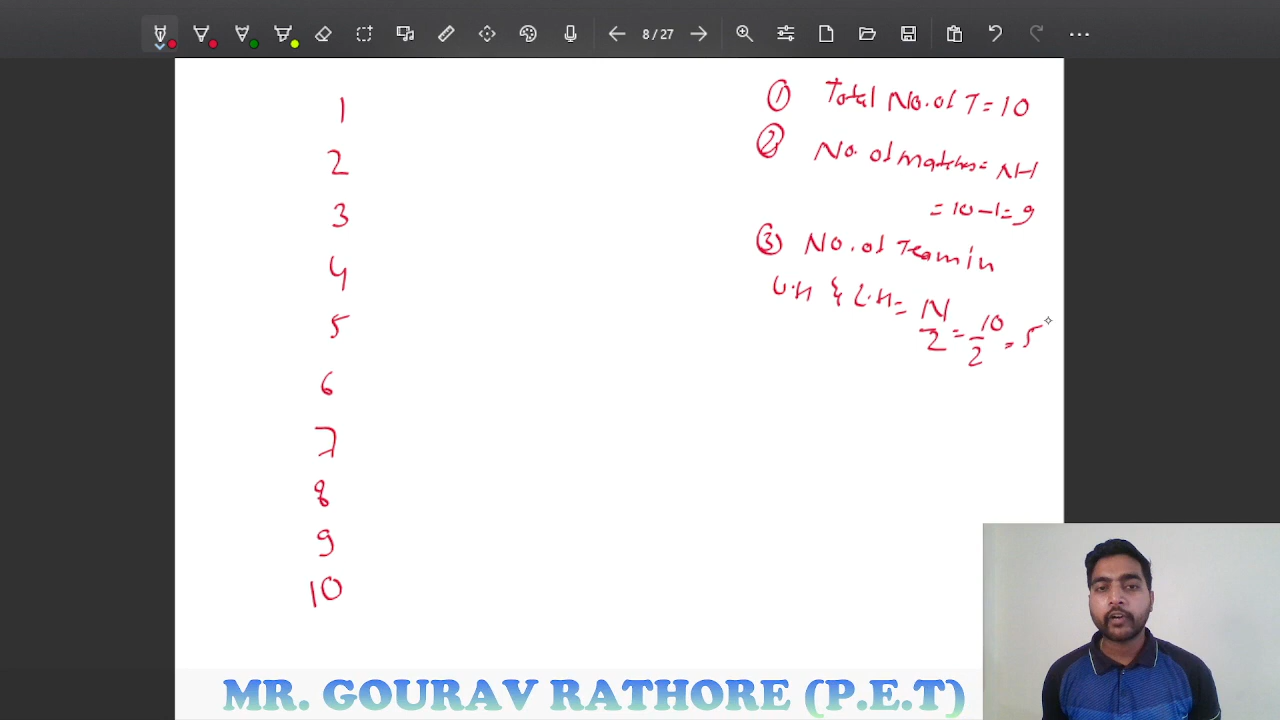 8 / 27
1
2
3
4
5
6
7
8
9
10
① Total No. of T = 10
② No. of matches = N-1
= 10 - 1 = 9
③ No. of Team in
U.H & L.H = N/2 = 10/2 = 5
MR. GOURAV RATHORE (P.E.T)